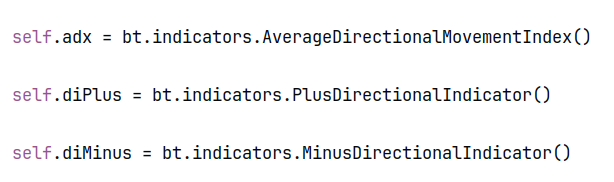 self.adx = bt.indicators.AverageDirectionalMovementIndex()
self.diPlus = bt.indicators.PlusDirectionalIndicator()
self.diMinus = bt.indicators.MinusDirectionalIndicator()